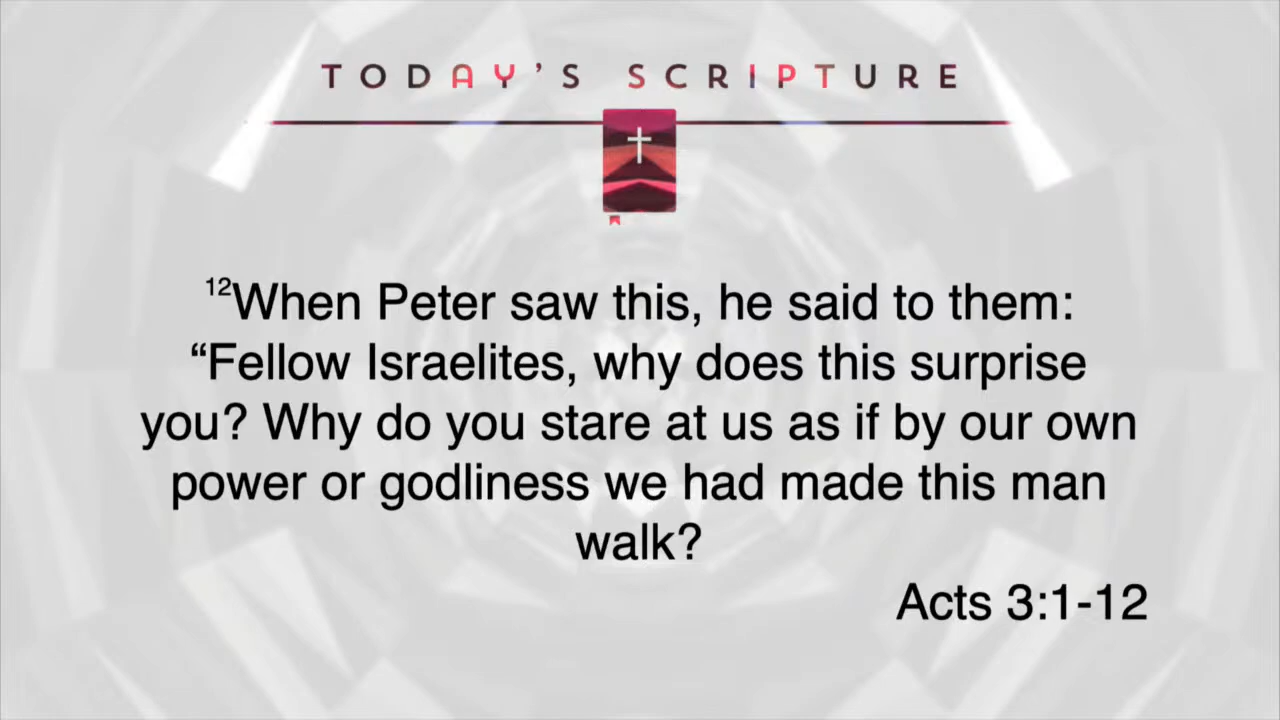 TODAY'S SCRIPTURE
12When Peter saw this, he said to them:
“Fellow Israelites, why does this surprise
you? Why do you stare at us as if by our own
power or godliness we had made this man
walk?
Acts 3:1-12